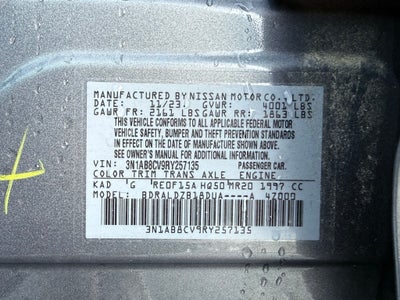 MANUFACTURED BY NISSAN MOTOR CO., LTD.
DATE: 11/23 GVWR: 4001 LBS
GAWR FR: 2161 LBS GAWR RR: 1863 LBS
THIS VEHICLE CONFORMS TO ALL APPLICABLE FEDERAL MOTOR
VEHICLE SAFETY, BUMPER AND THEFT PREVENTION STANDARDS
IN EFFECT ON THE DATE OF MANUFACTURE SHOWN ABOVE.
SEE OWNER'S MANUAL FOR ADDITIONAL INFORMATION.
VIN: 3N1AB8CV9RY257135 PASSENGER CAR.
COLOR TRIM TRANS AXLE ENGINE
KAD G RE0F15A HG50 MR20 1997 CC
MODEL: BDRALDZB18DUA----A 4Z000
3N1AB8CV9RY257135